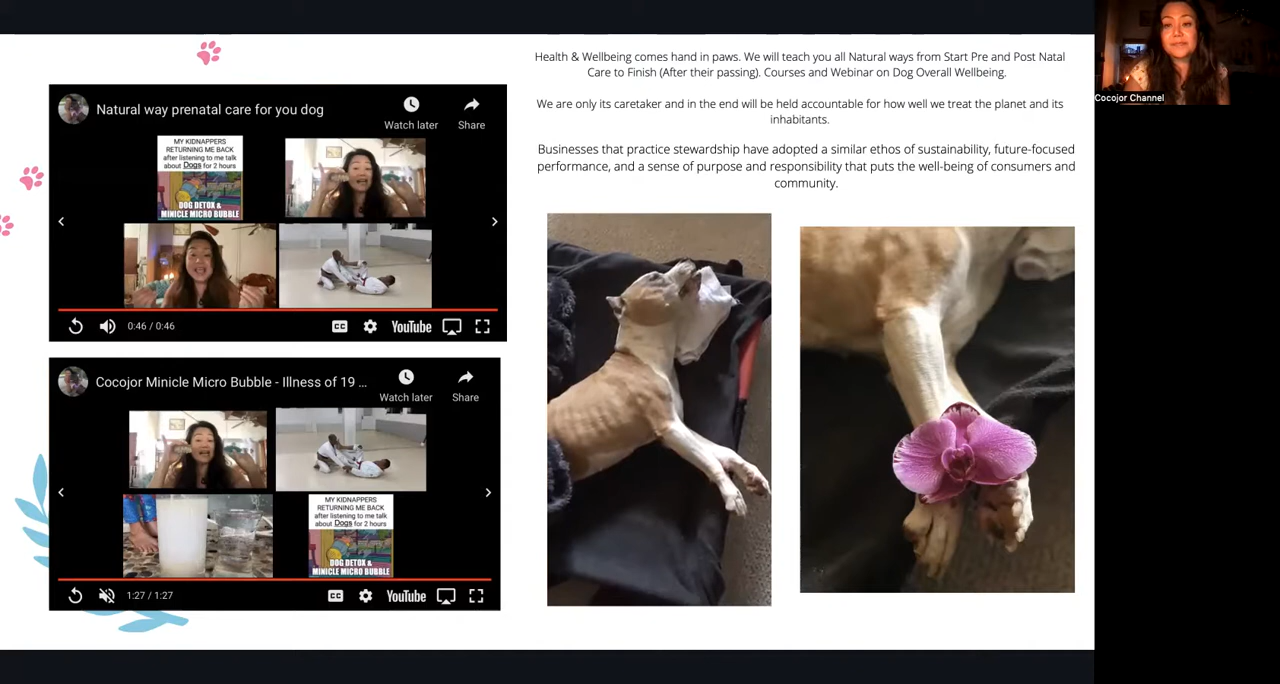 Health & Wellbeing comes hand in paws. We will teach you all Natural ways from Start Pre and Post Natal
Care to Finish (After their passing). Courses and Webinar on Dog Overall Wellbeing.
We are only its caretaker and in the end will be held accountable for how well we treat the planet and its
inhabitants.
Businesses that practice stewardship have adopted a similar ethos of sustainability, future-focused
performance, and a sense of purpose and responsibility that puts the well-being of consumers and
community.
Natural way prenatal care for you dog
Watch later
Share
MY KIDNAPPERS
RETURNING ME BACK
after listening to me talk
about Dogs for 2 hours
DOG DETOX &
MINICLE MICRO BUBBLE
0:46 / 0:46
CC
YouTube
Cocojor Minicle Micro Bubble - Illness of 19 ...
Watch later
Share
MY KIDNAPPERS
RETURNING ME BACK
after listening to me talk
about Dogs for 2 hours
DOG DETOX &
MINICLE MICRO BUBBLE
1:27 / 1:27
CC
YouTube
Cocojor Channel